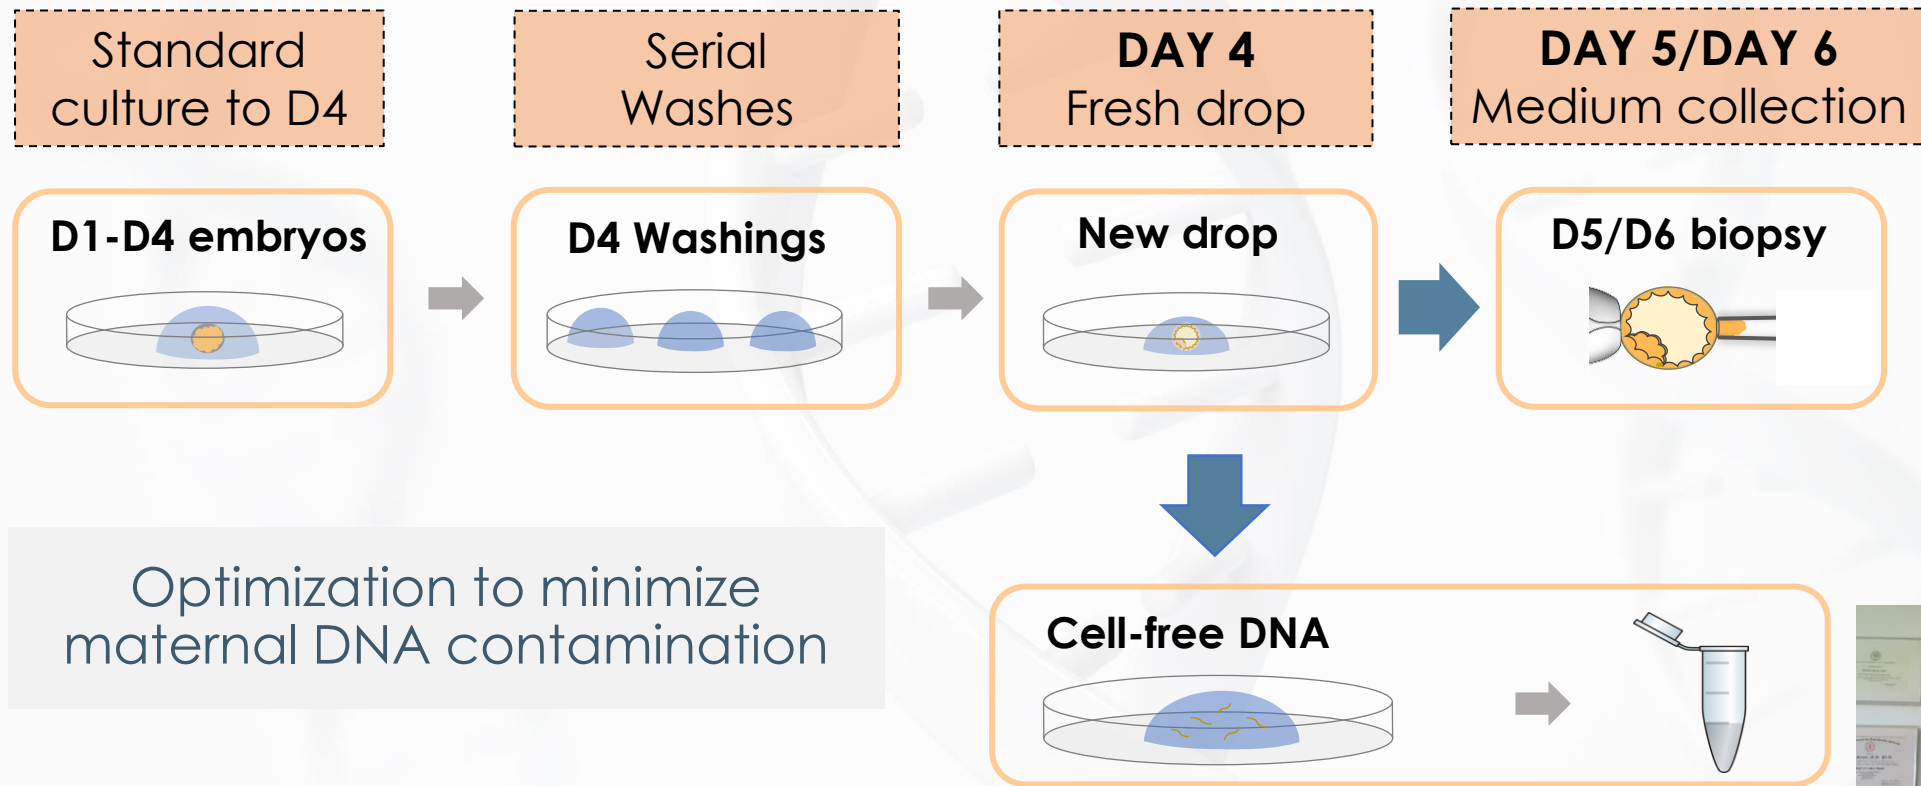 Standard
culture to D4
Serial
Washes
DAY 4
Fresh drop
DAY 5/DAY 6
Medium collection
D1-D4 embryos
D4 Washings
New drop
D5/D6 biopsy
Optimization to minimize
maternal DNA contamination
Cell-free DNA